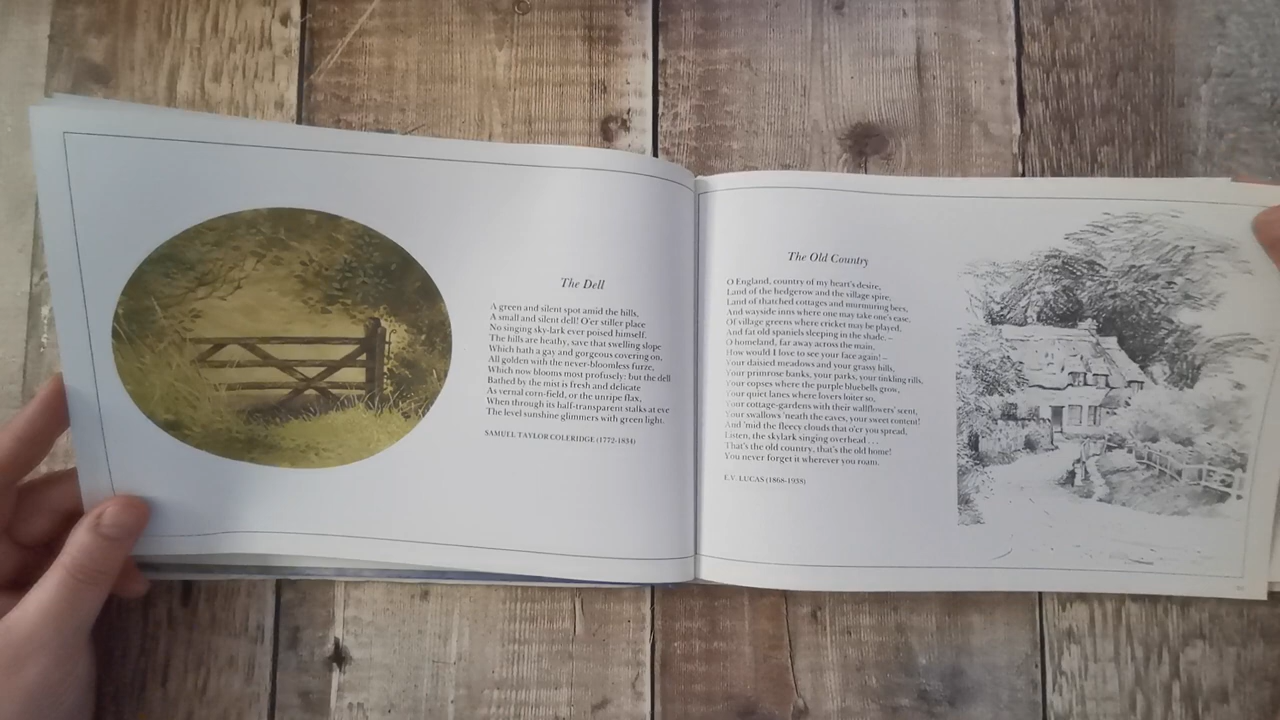 The Dell
A green and silent spot amid the hills,
A small and silent dell! O'er stiller place
No singing sky-lark ever poised himself.
The hills are heathy, save that swelling slope
Which hath a gay and gorgeous covering on,
All golden with the never-bloomless furze,
Which now blooms most profusely: but the dell
Bathed by the mist is fresh and delicate
As vernal corn-field, or the unripe flax,
When through its half-transparent stalks at eve
The level sunshine glimmers with green light.
SAMUEL TAYLOR COLERIDGE (1772-1834)
The Old Country
O England, country of my heart's desire,
Land of the hedgerow and the village spire,
Land of thatched cottages and murmuring bees,
And wayside inns where one may take one's ease,
Of village greens where cricket may be played,
And fat old spaniels sleeping in the shade, –
O homeland, far away across the main,
How would I love to see your face again! –
Your daisied meadows and your grassy hills,
Your primrose banks, your parks, your tinkling rills,
Your copses where the purple bluebells grow,
Your quiet lanes where lovers loiter so,
Your cottage-gardens with their wallflowers' scent,
Your swallows 'neath the eaves, your sweet content!
And 'mid the fleecy clouds that o'er you spread,
Listen, the skylark singing overhead . . .
That's the old country, that's the old home!
You never forget it wherever you roam.
E.V. LUCAS (1868-1938)